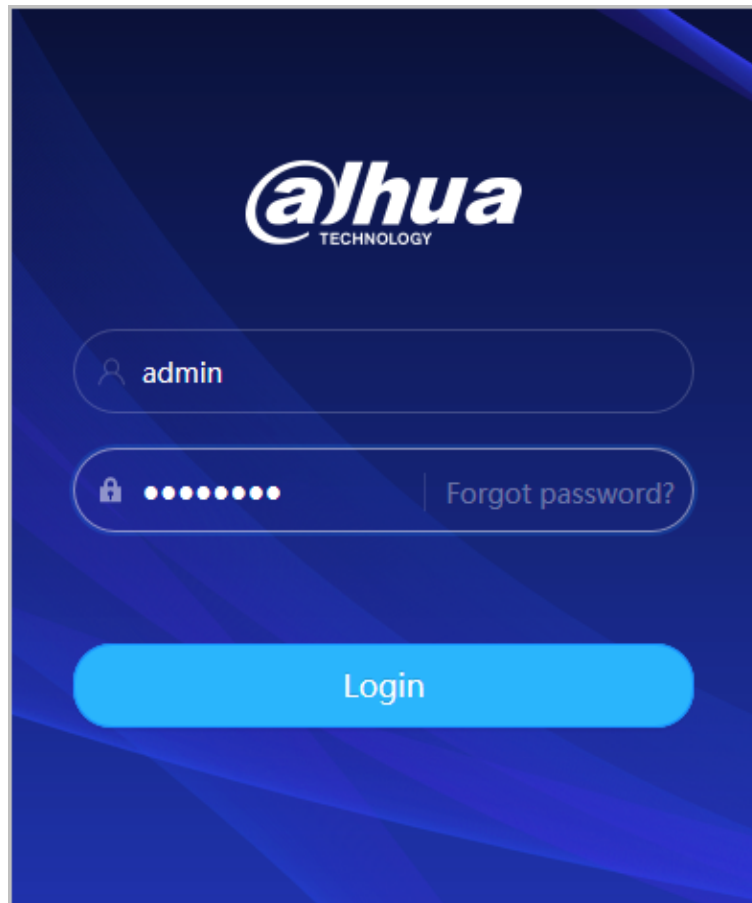 alhua
TECHNOLOGY
admin
●●●●●●●● Forgot password?
Login